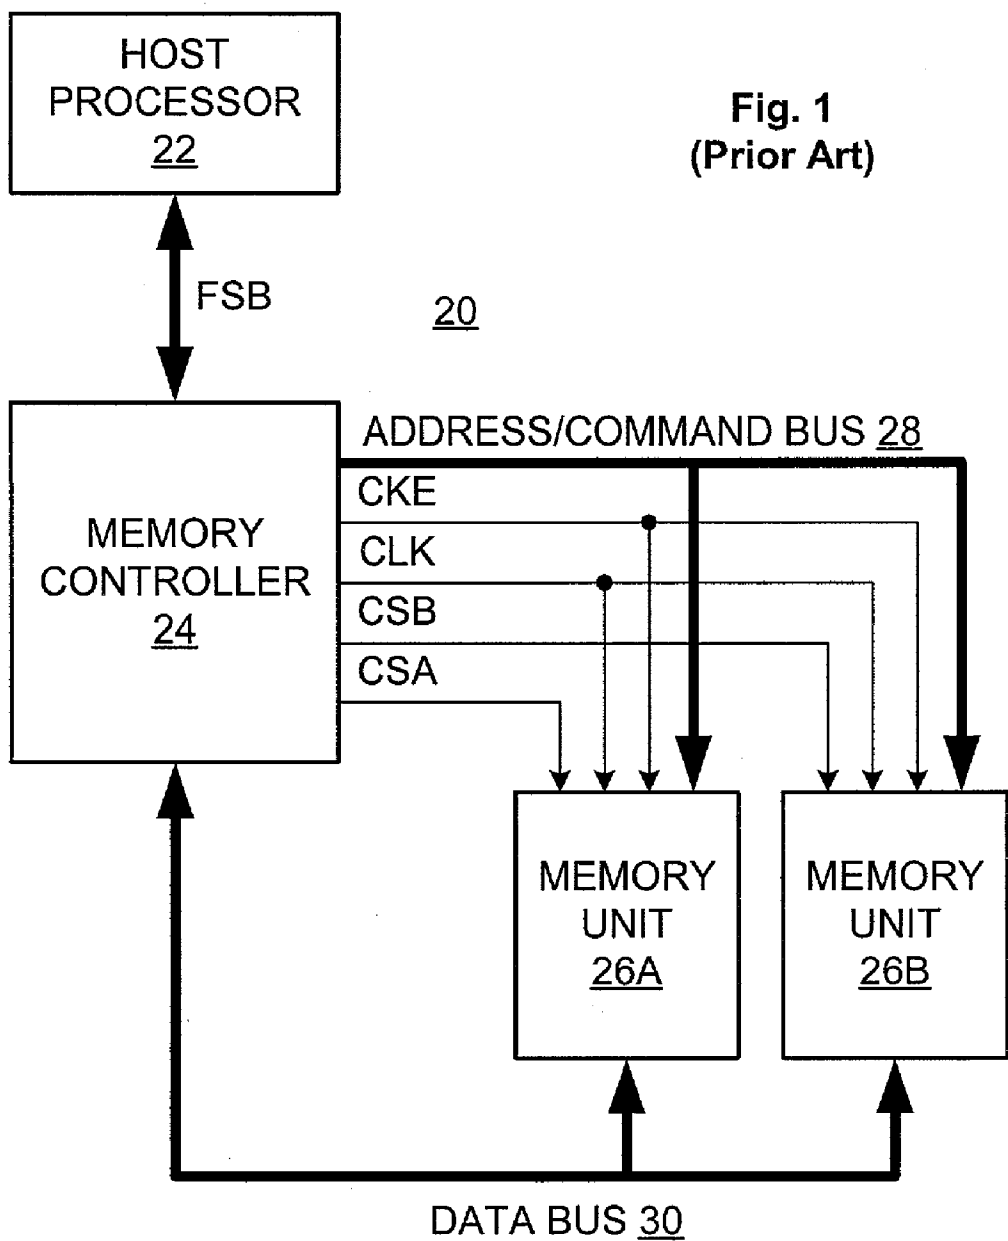 HOST
PROCESSOR
22
Fig. 1
(Prior Art)
FSB
20
ADDRESS/COMMAND BUS 28
CKE
CLK
CSB
CSA
MEMORY
CONTROLLER
24
MEMORY
UNIT
26A
MEMORY
UNIT
26B
DATA BUS 30